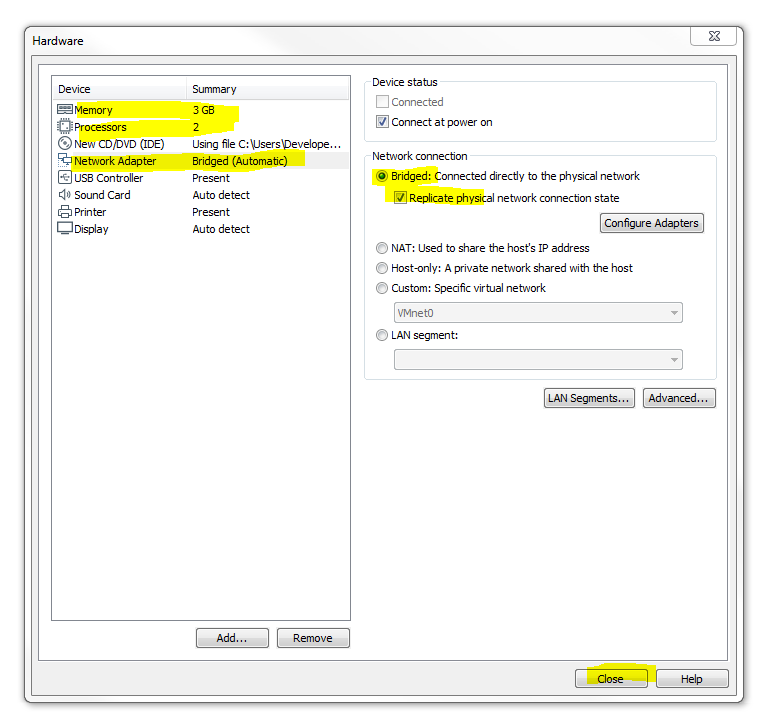 Hardware
Device Summary
Memory 3 GB
Processors 2
New CD/DVD (IDE) Using file C:\Users\Develope...
Network Adapter Bridged (Automatic)
USB Controller Present
Sound Card Auto detect
Printer Present
Display Auto detect
Add... Remove
Device status
Connected
Connect at power on
Network connection
Bridged: Connected directly to the physical network
Replicate physical network connection state
Configure Adapters
NAT: Used to share the host's IP address
Host-only: A private network shared with the host
Custom: Specific virtual network
VMnet0
LAN segment:
LAN Segments... Advanced...
Close Help